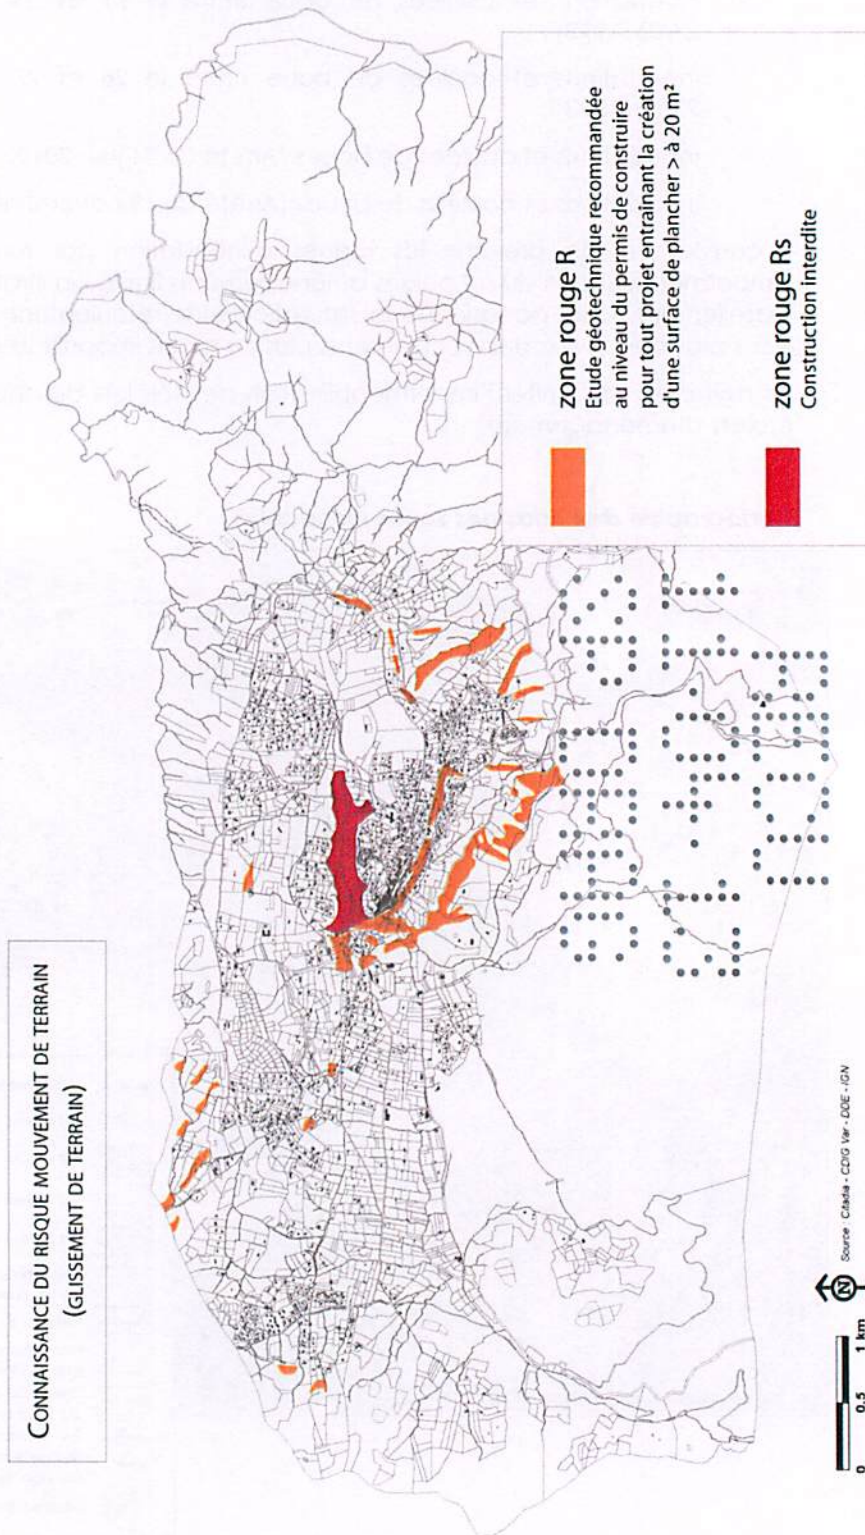 CONNAISSANCE DU RISQUE MOUVEMENT DE TERRAIN
(GLISSEMENT DE TERRAIN)
zone rouge R
Etude géotechnique recommandée
au niveau du permis de construire
pour tout projet entraînant la création
d'une surface de plancher > à 20 m²
zone rouge Rs
Construction interdite
0 0.5 1 km
N
Source : Citadia - CDIG Var - DDE - IGN